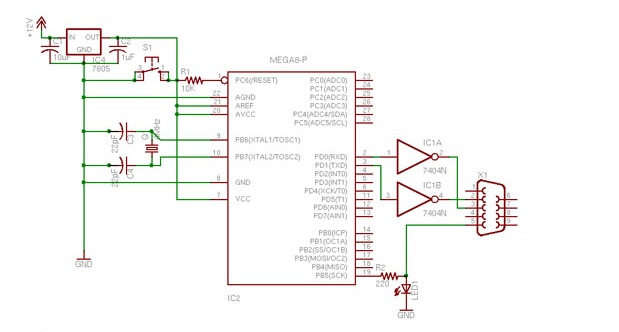 +12V
C1
10uF
IN OUT
GND
IC4
7805
C2
1uF
S1
3 4
1 2
R1
10K
MEGA8-P
1 PC6(/RESET)
22 AGND
21 AREF
20 AVCC
9 PB6(XTAL1/TOSC1)
10 PB7(XTAL2/TOSC2)
8 GND
7 VCC
PC0(ADC0) 23
PC1(ADC1) 24
PC2(ADC2) 25
PC3(ADC3) 26
PC4(ADC4/SDA) 27
PC5(ADC5/SCL) 28
PD0(RXD) 2
PD1(TXD) 3
PD2(INT0) 4
PD3(INT1) 5
PD4(XCK/T0) 6
PD5(T1) 11
PD6(AIN0) 12
PD7(AIN1) 13
PB0(ICP) 14
PB1(OC1A) 15
PB2(SS/OC1B) 16
PB3(MOSI/OC2) 17
PB4(MISO) 18
PB5(SCK) 19
IC2
22pF
C3
22pF
C4
GND
1 2
IC1A
7404N
3 4
IC1B
7404N
X1
1
2
3
4
5
6
7
8
9
R2
220
LED1
GND